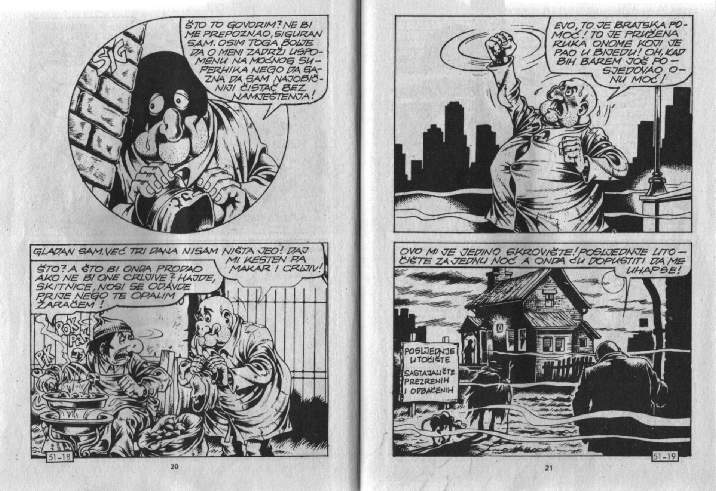 ŠTO TO GOVORIM? NE BI
ME PREPOZNAO, SIGURAN
SAM. OSIM TOGA BOLJE
DA O MENI ZADRŽI USPO-
MENU NA MOĆNOG SU-
PERHIKA NEGO DA SA-
ZNA DA SAM NAJOBIČ-
NIJI ČISTAČ BEZ
NAMJEŠTENJA!
GLADAN SAM. VEĆ TRI DANA NISAM NIŠTA JEO! DAJ
MI KESTEN PA
MAKAR I CRLJIV!
ŠTO? A ŠTO BI ONDA PRODAO
AKO NE BI ONE CRLJIVE? HAJDE,
SKITNICE, NOSI SE ODAVDE
PRIJE NEGO TE OPALIM
ŽARAČEM!
51-18
20
EVO, TO JE BRATSKA PO-
MOĆ! TO JE PRUŽENA
RUKA ONOME KOJI JE
PAO U BIJEDU! OH, KAD
BIH BAREM JOŠ PO-
SJEDOVAO O-
NU MOĆ!
OVO MI JE JEDINO SKROVIŠTE! POSLJEDNJE UTO-
ČIŠTE ZA JEDNU NOĆ A ONDA ĆU DOPUSTITI DA ME
UHAPSE!
POSLJEDNJE
UTOČIŠTE
SASTAJALIŠTE
PREZRENIH
I ODBAČENIH
51-19
21